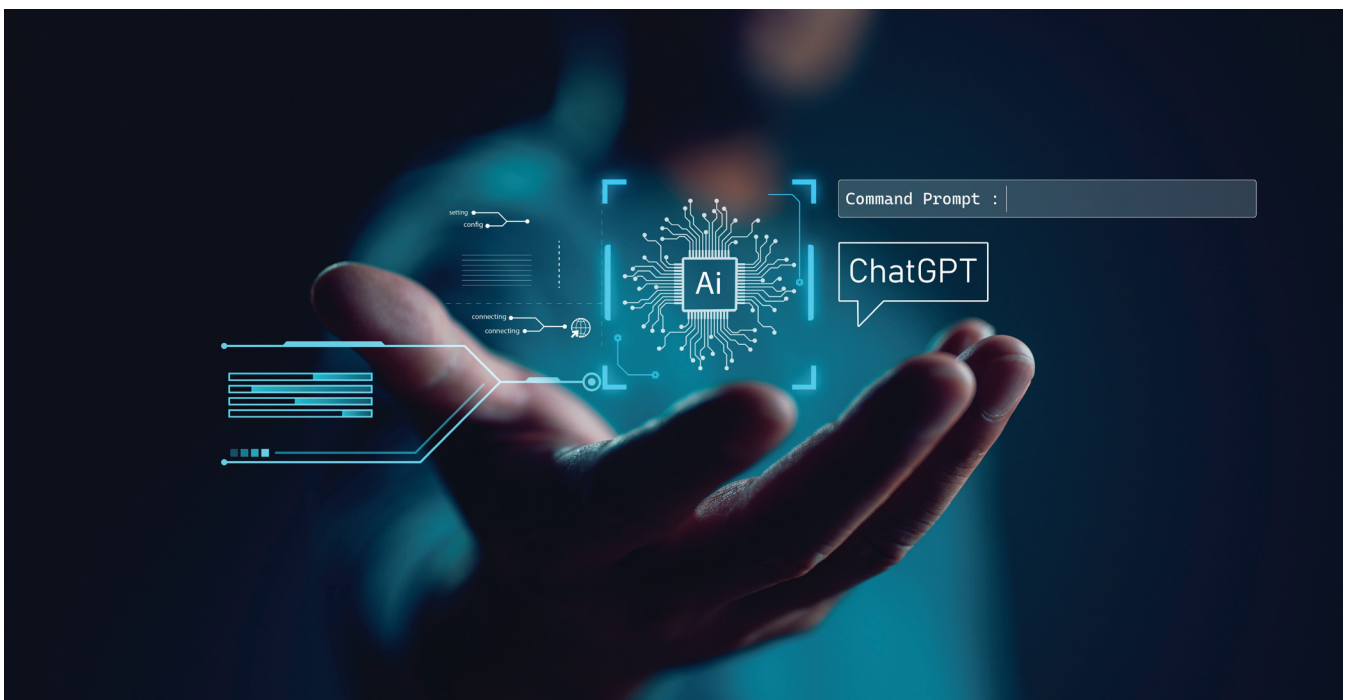 setting
config
connecting
connecting
Ai
Command Prompt :
ChatGPT